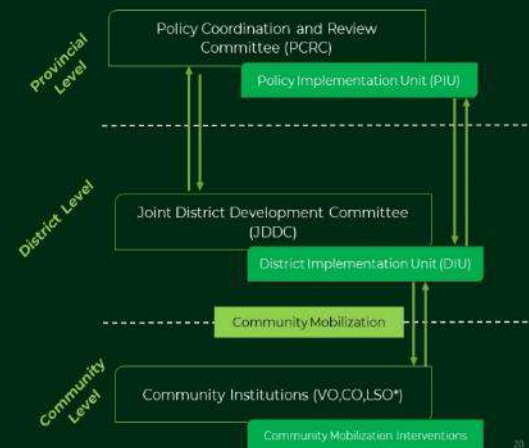 Policy Coordination and Review
Committee (PCRC)
Provincial
Level
Policy Implementation Unit (PIU)
District Level
Joint District Development Committee
(JDDC)
District Implementation Unit (DIU)
Community Mobilization
Community
Level
Community Institutions (VO,CO,LSO*)
Community Mobilization Interventions
20